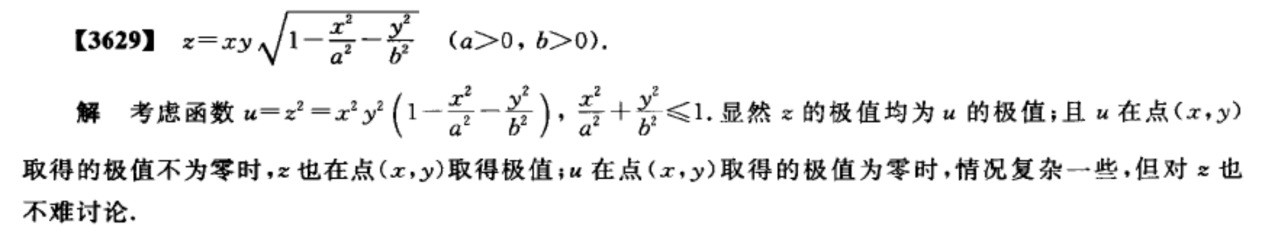 【3629】 z=xy√(1−x²/a²−y²/b²) (a>0, b>0).
解 考虑函数 u=z²=x²y²(1−x²/a²−y²/b²), x²/a²+y²/b²≤1.显然 z 的极值均为 u 的极值;且 u 在点(x,y)
取得的极值不为零时,z 也在点(x,y)取得极值;u 在点(x,y)取得的极值为零时,情况复杂一些,但对 z 也
不难讨论.